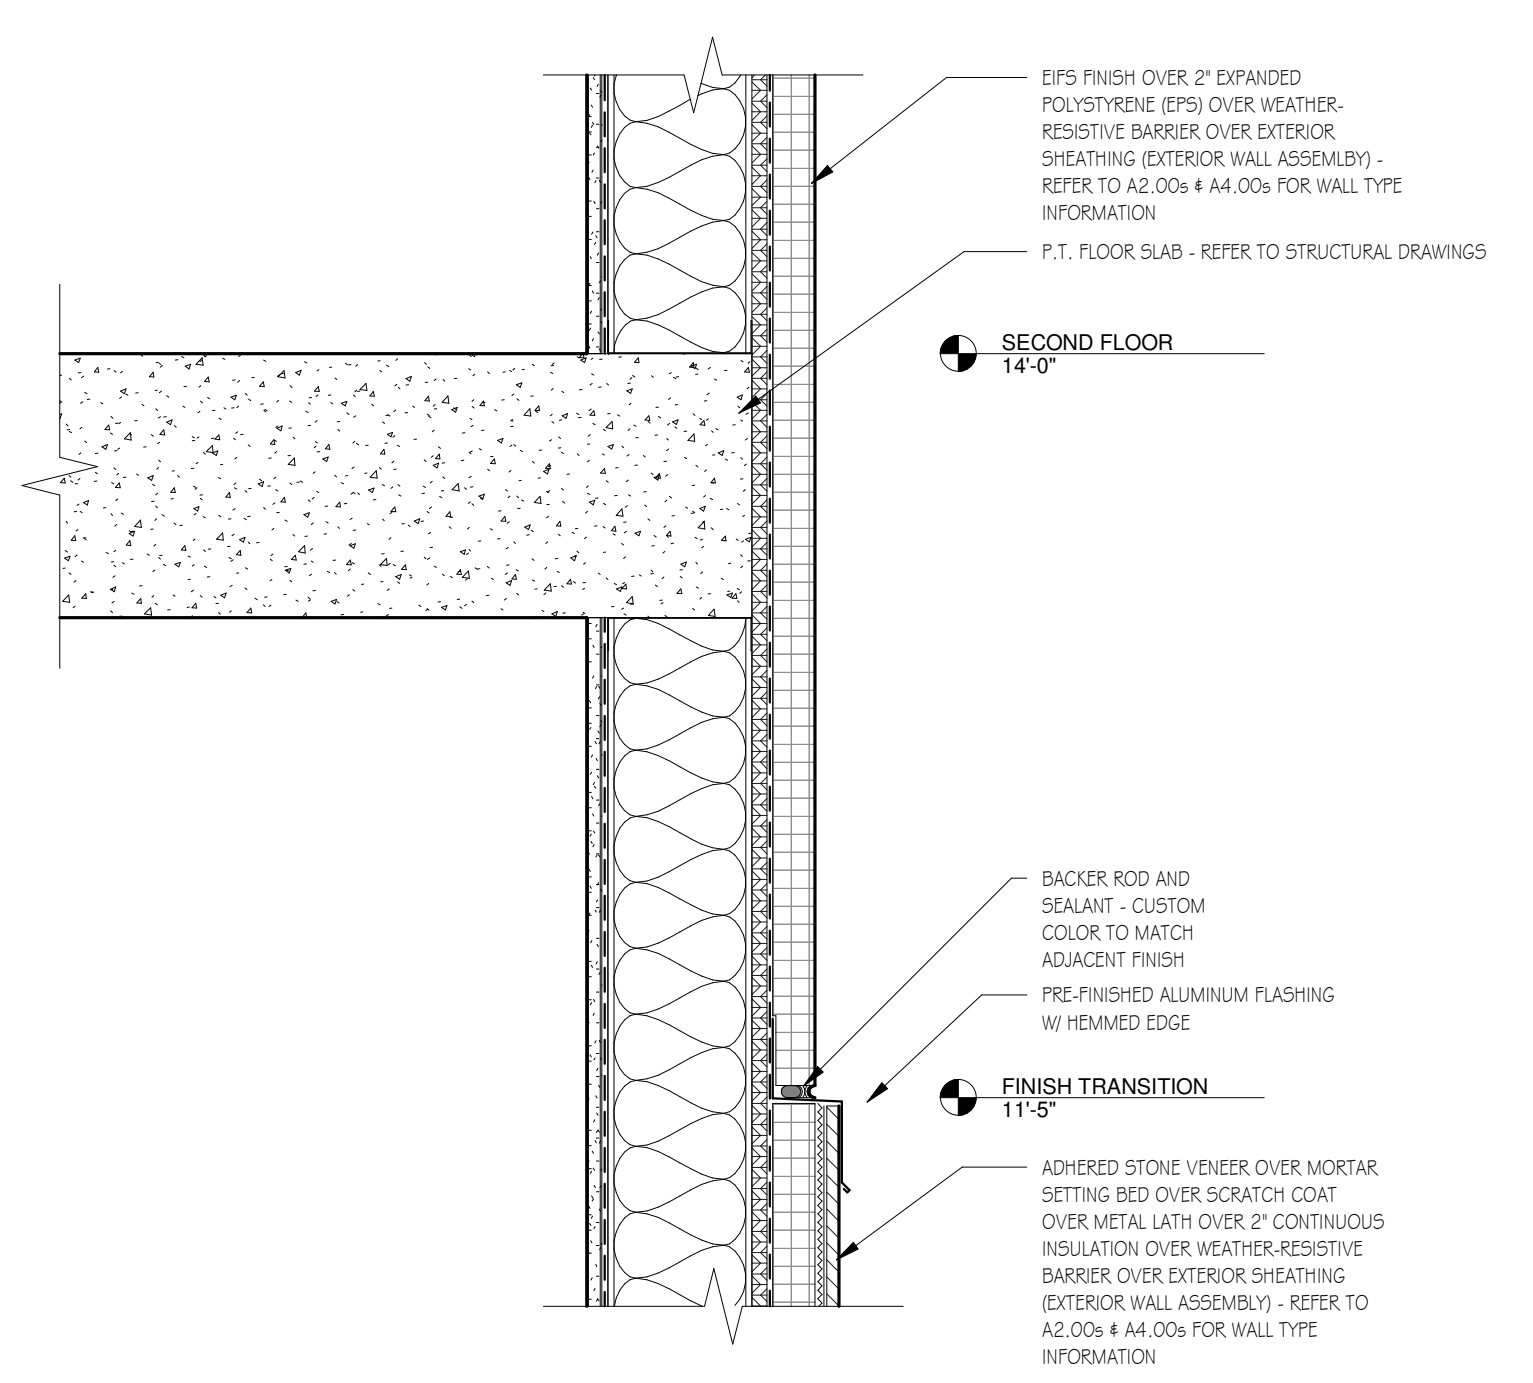 EIFS FINISH OVER 2" EXPANDED
POLYSTYRENE (EPS) OVER WEATHER-
RESISTIVE BARRIER OVER EXTERIOR
SHEATHING (EXTERIOR WALL ASSEMLBY) -
REFER TO A2.00s & A4.00s FOR WALL TYPE
INFORMATION
P.T. FLOOR SLAB - REFER TO STRUCTURAL DRAWINGS
SECOND FLOOR
14'-0"
BACKER ROD AND
SEALANT - CUSTOM
COLOR TO MATCH
ADJACENT FINISH
PRE-FINISHED ALUMINUM FLASHING
W/ HEMMED EDGE
FINISH TRANSITION
11'-5"
ADHERED STONE VENEER OVER MORTAR
SETTING BED OVER SCRATCH COAT
OVER METAL LATH OVER 2" CONTINUOUS
INSULATION OVER WEATHER-RESISTIVE
BARRIER OVER EXTERIOR SHEATHING
(EXTERIOR WALL ASSEMBLY) - REFER TO
A2.00s & A4.00s FOR WALL TYPE
INFORMATION